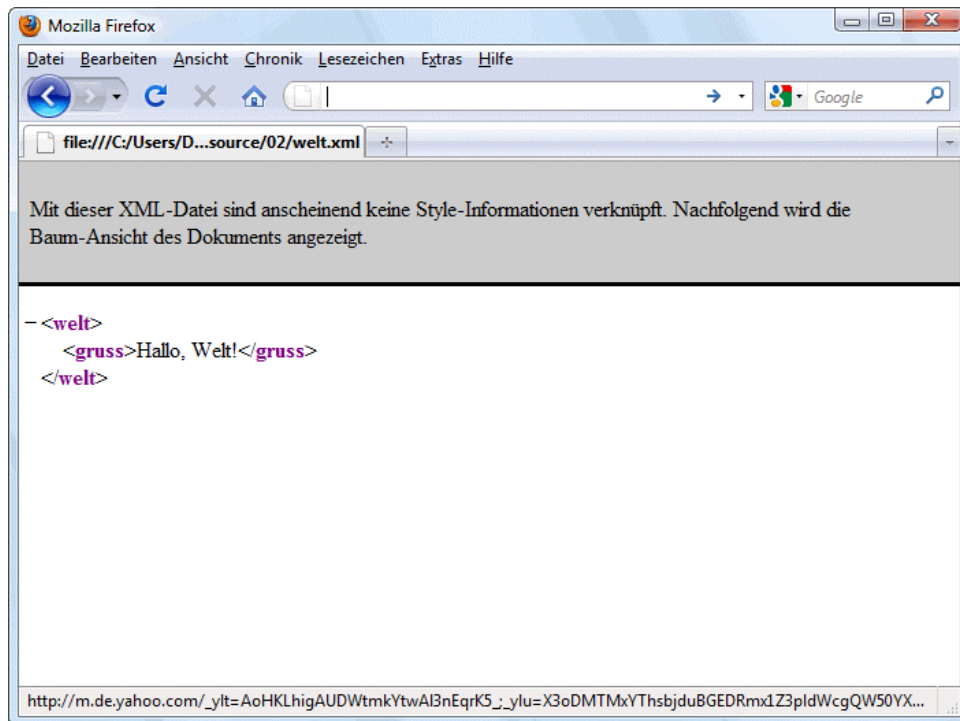 Mozilla Firefox
Datei Bearbeiten Ansicht Chronik Lesezeichen Extras Hilfe
Google
file:///C:/Users/D...source/02/welt.xml
Mit dieser XML-Datei sind anscheinend keine Style-Informationen verknüpft. Nachfolgend wird die
Baum-Ansicht des Dokuments angezeigt.
−<welt>
<gruss>Hallo, Welt!</gruss>
</welt>
http://m.de.yahoo.com/_ylt=AoHKLhigAUDWtmkYtwAl3nEqrK5_;_ylu=X3oDMTMxYThsbjduBGEDRmx1Z3pldWcgQW50YX...